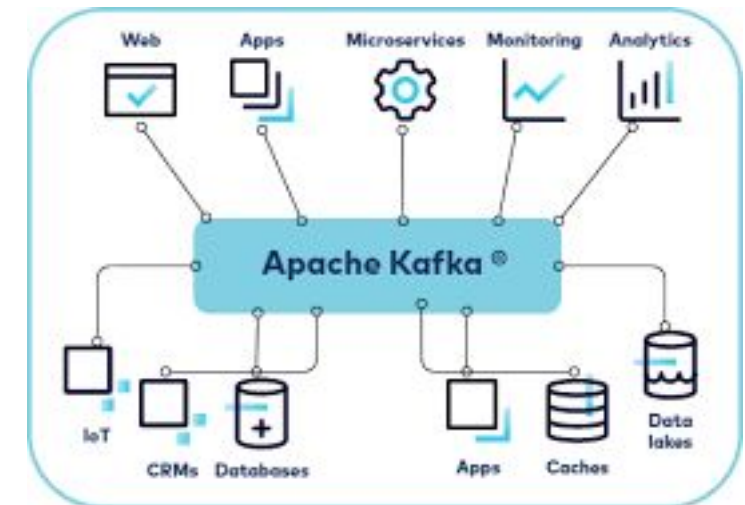 Web
Apps
Microservices
Monitoring
Analytics
Apache Kafka ®
IoT
CRMs
Databases
Apps
Caches
Data
lakes